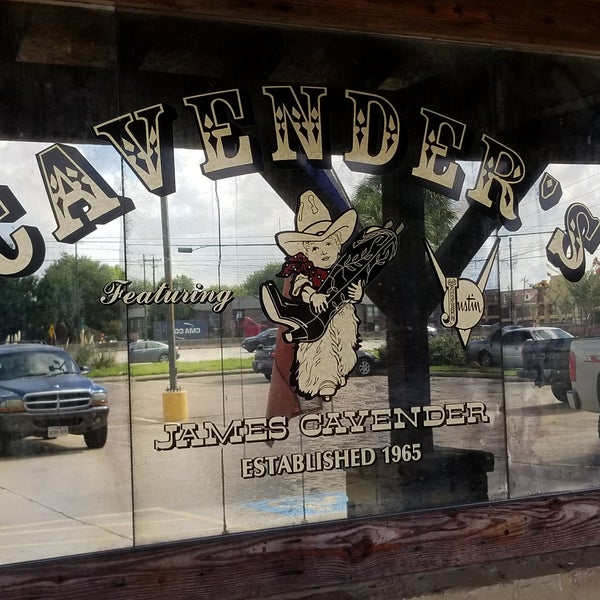 CAVENDER'S
Featuring
Justin
JAMES CAVENDER
ESTABLISHED 1965